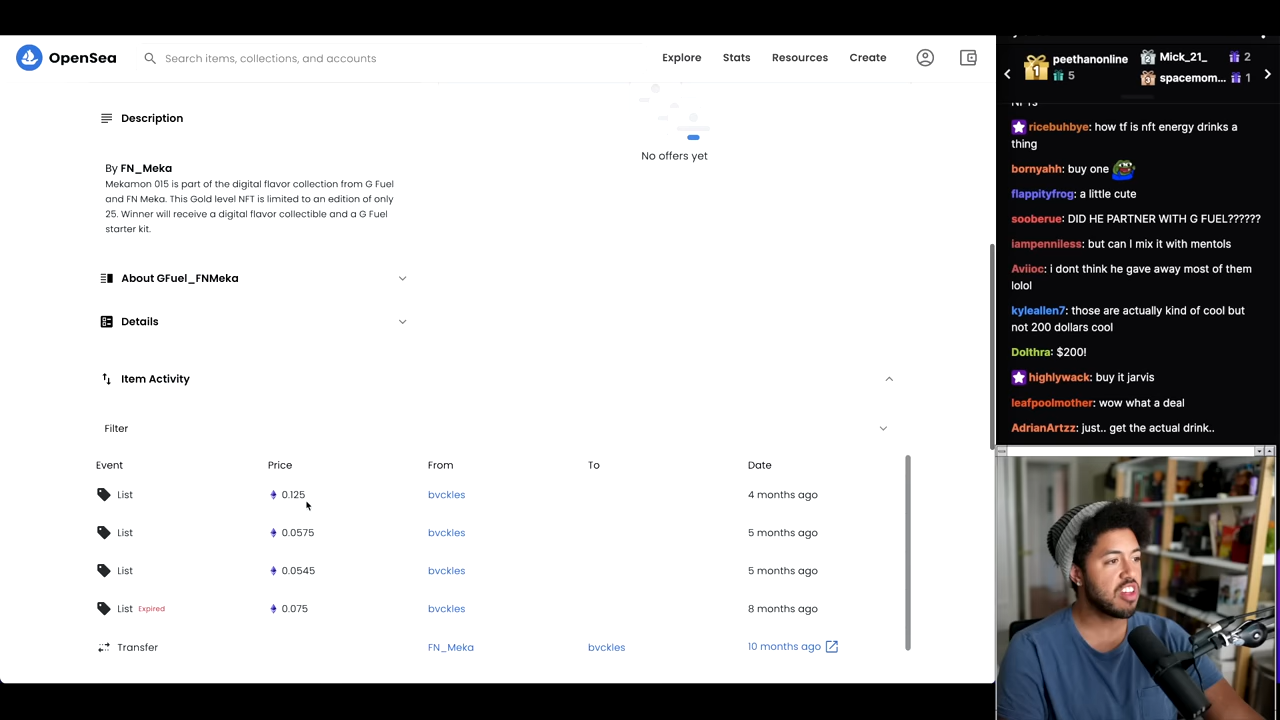 OpenSea
Search items, collections, and accounts
Explore
Stats
Resources
Create
Description
By FN_Meka
Mekamon 015 is part of the digital flavor collection from G Fuel
and FN Meka. This Gold level NFT is limited to an edition of only
25. Winner will receive a digital flavor collectible and a G Fuel
starter kit.
No offers yet
About GFuel_FNMeka
Details
Item Activity
Filter
Event Price From To Date
List 0.125 bvckles 4 months ago
List 0.0575 bvckles 5 months ago
List 0.0545 bvckles 5 months ago
List Expired 0.075 bvckles 8 months ago
Transfer FN_Meka bvckles 10 months ago
1 peethanonline
5
2 Mick_21_ 2
3 spacemom... 1
ricebuhbye: how tf is nft energy drinks a
thing
bornyahh: buy one
flappityfrog: a little cute
sooberue: DID HE PARTNER WITH G FUEL??????
iampenniless: but can I mix it with mentols
Aviioc: i dont think he gave away most of them
lolol
kyleallen7: those are actually kind of cool but
not 200 dollars cool
Dolthra: $200!
highlywack: buy it jarvis
leafpoolmother: wow what a deal
AdrianArtzz: just.. get the actual drink..